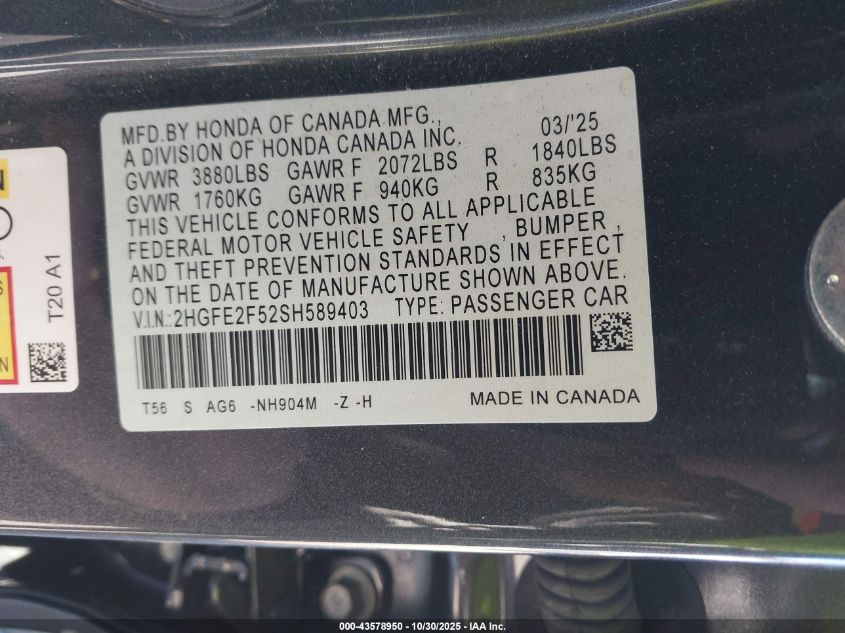 MFD.BY HONDA OF CANADA MFG., 03/'25
A DIVISION OF HONDA CANADA INC.
GVWR 3880LBS GAWR F 2072LBS R 1840LBS
GVWR 1760KG GAWR F 940KG R 835KG
THIS VEHICLE CONFORMS TO ALL APPLICABLE
FEDERAL MOTOR VEHICLE SAFETY , BUMPER ,
AND THEFT PREVENTION STANDARDS IN EFFECT
ON THE DATE OF MANUFACTURE SHOWN ABOVE.
V.I.N.:2HGFE2F52SH589403 TYPE: PASSENGER CAR
T56 S AG6 -NH904M -Z -H MADE IN CANADA
T20 A1
000-43578950 - 10/30/2025 - IAA Inc.